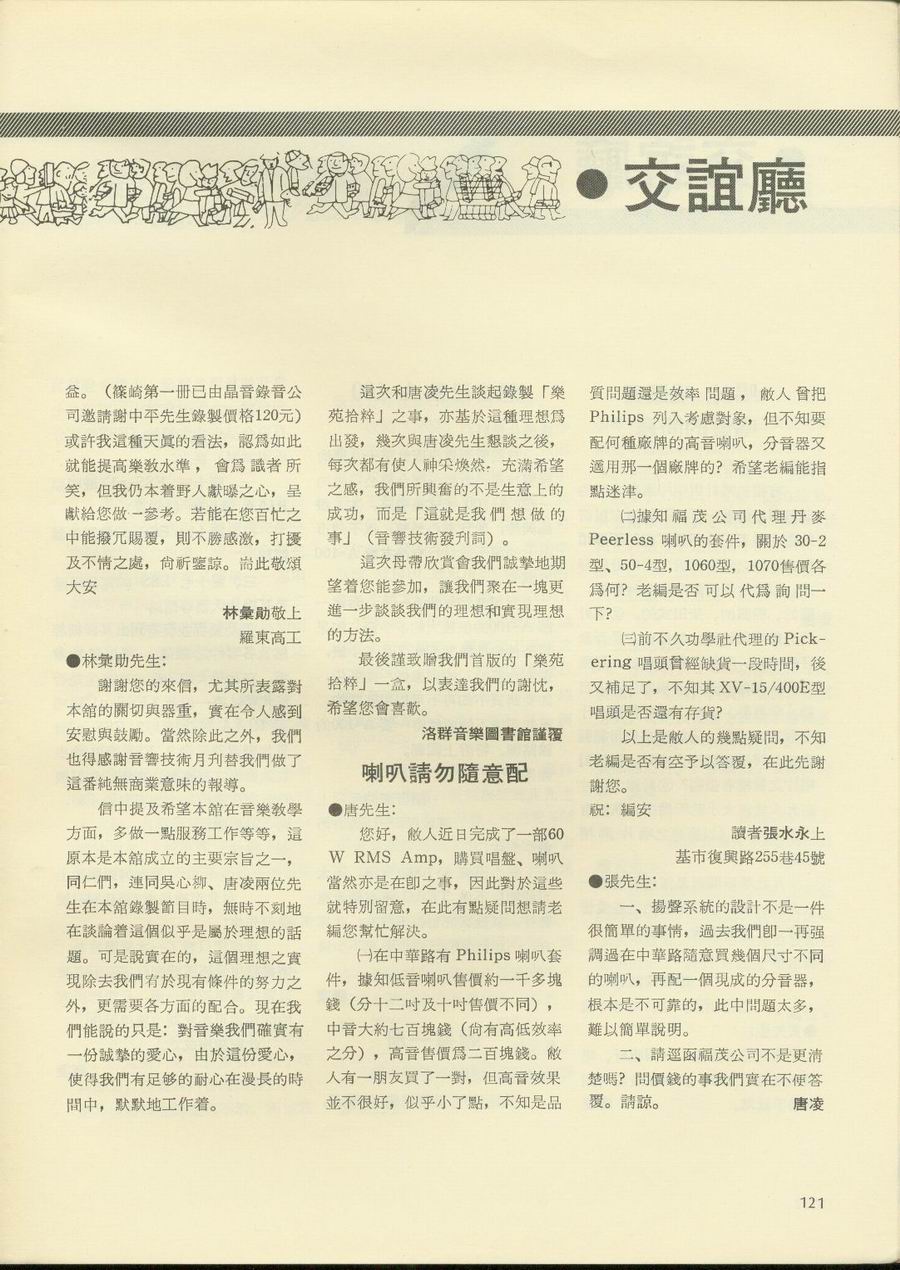 ●交誼廳
益。（篠崎第一册已由晶音錄音公
司邀請謝中平先生錄製價格120元）
或許我這種天眞的看法，認爲如此
就能提高樂敎水準，會爲識者所
笑，但我仍本着野人獻曝之心，呈
獻給您做一參考。若能在您百忙之
中能撥冗賜覆，則不勝感激，打擾
及不情之處，尙祈鑒諒。耑此敬頌
大安
林彙勛敬上
羅東高工
●林彙助先生：
謝謝您的來信，尤其所表露對
本舘的關切與器重，實在令人感到
安慰與鼓勵。當然除此之外，我們
也得感謝音響技術月刋替我們做了
這番純無商業意味的報導。
信中提及希望本舘在音樂敎學
方面，多做一點服務工作等等，這
原本是本舘成立的主要宗旨之一，
同仁們，連同吳心柳、唐凌兩位先
生在本舘錄製節目時，無時不刻地
在談論着這個似乎是屬於理想的話
題。可是說實在的，這個理想之實
現除去我們有於現有條件的努力之
外，更需要各方面的配合。現在我
們能說的只是：對音樂我們確實有
一份誠摯的愛心，由於這份愛心，
使得我們有足够的耐心在漫長的時
間中，默默地工作着。
這次和唐凌先生談起錄製「樂
苑拾粹」之事，亦基於這種理想爲
出發，幾次與唐凌先生懇談之後，
每次都有使人神采煥然．充滿希望
之感，我們所興奮的不是生意上的
成功，而是「這就是我們想做的
事」（音響技術發刋詞）。
這次母帶欣賞會我們誠摯地期
望着您能參加，讓我們聚在一塊更
進一步談談我們的理想和實現理想
的方法。
最後謹致贈我們首版的「樂苑
拾粹」一盒，以表達我們的謝忱，
希望您會喜歡。
洛群音樂圖書館謹覆
喇叭請勿隨意配
●唐先生：
您好，敝人近日完成了一部60
W RMS Amp，購買唱盤、喇叭
當然亦是在卽之事，因此對於這些
就特別留意，在此有點疑問想請老
編您幫忙解決。
㈠在中華路有 Philips 喇叭套
件，據知低音喇叭售價約一千多塊
錢（分十二吋及十吋售價不同），
中音大約七百塊錢（尙有高低效率
之分），高音售價爲二百塊錢。敝
人有一朋友買了一對，但高音效果
並不很好，似乎小了點，不知是品
質問題還是效率問題，敝人曾把
Philips 列入考慮對象，但不知要
配何種廠牌的高音喇叭，分音器又
適用那一個廠牌的？希望老編能指
點迷津。
㈡據知福茂公司代理丹麥
Peerless 喇叭的套件，關於 30-2
型、50-4型，1060型，1070售價各
爲何？老編是否可以代爲詢問一
下？
㈢前不久功學社代理的 Pick-
ering 唱頭曾經缺貨一段時間，後
又補足了，不知其 XV-15/400E型
唱頭是否還有存貨？
以上是敝人的幾點疑問，不知
老編是否有空予以答覆，在此先謝
謝您。
祝：編安
讀者張水永上
基市復興路255巷45號
●張先生：
一、揚聲系統的設計不是一件
很簡單的事情，過去我們卽一再强
調過在中華路隨意買幾個尺寸不同
的喇叭，再配一個現成的分音器，
根本是不可靠的，此中問題太多，
難以簡單說明。
二、請逕函福茂公司不是更清
楚嗎？問價錢的事我們實在不便答
覆。請諒。　唐凌
121